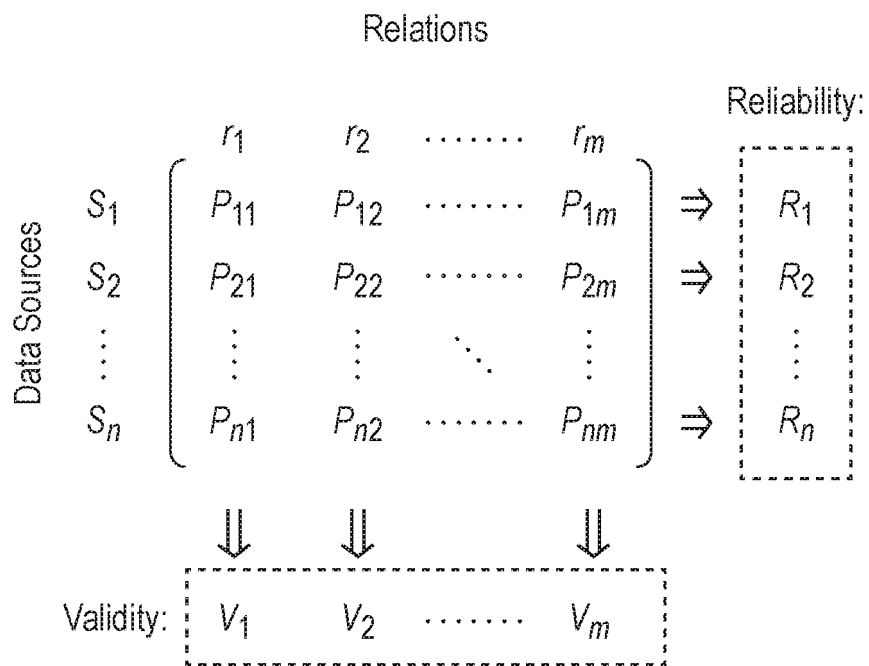 Relations
Reliability:
r1 r2 ....... rm
S1 P11 P12 ....... P1m ⇒ R1
Data Sources
S2 P21 P22 ....... P2m ⇒ R2
Sn Pn1 Pn2 ....... Pnm ⇒ Rn
Validity: V1 V2 ....... Vm